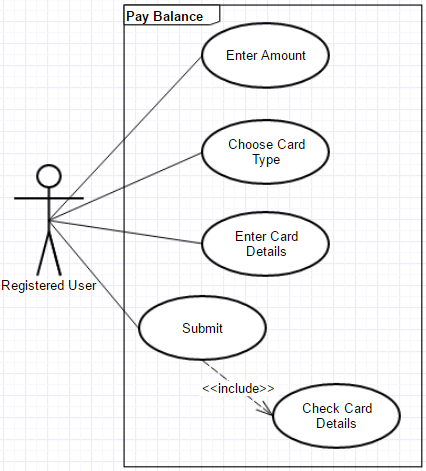 Pay Balance
Enter Amount
Choose Card
Type
Enter Card
Details
Registered User
Submit
<<include>>
Check Card
Details